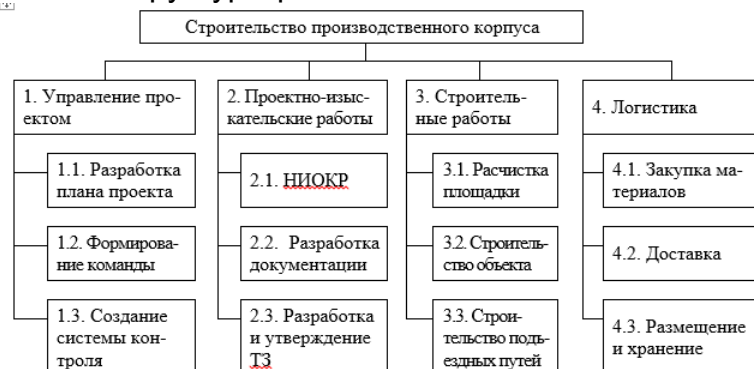 Строительство производственного корпуса
1. Управление про-
ектом
2. Проектно-изыс-
кательские работы
3. Строитель-
ные работы
4. Логистика
1.1. Разработка
плана проекта
2.1. НИОКР
3.1. Расчистка
площадки
4.1. Закупка ма-
териалов
1.2. Формирова-
ние команды
2.2. Разработка
документации
3.2. Строитель-
ство объекта
4.2. Доставка
1.3. Создание
системы кон-
троля
2.3. Разработка
и утверждение
ТЗ
3.3. Строи-
тельство подъ-
ездных путей
4.3. Размещение
и хранение